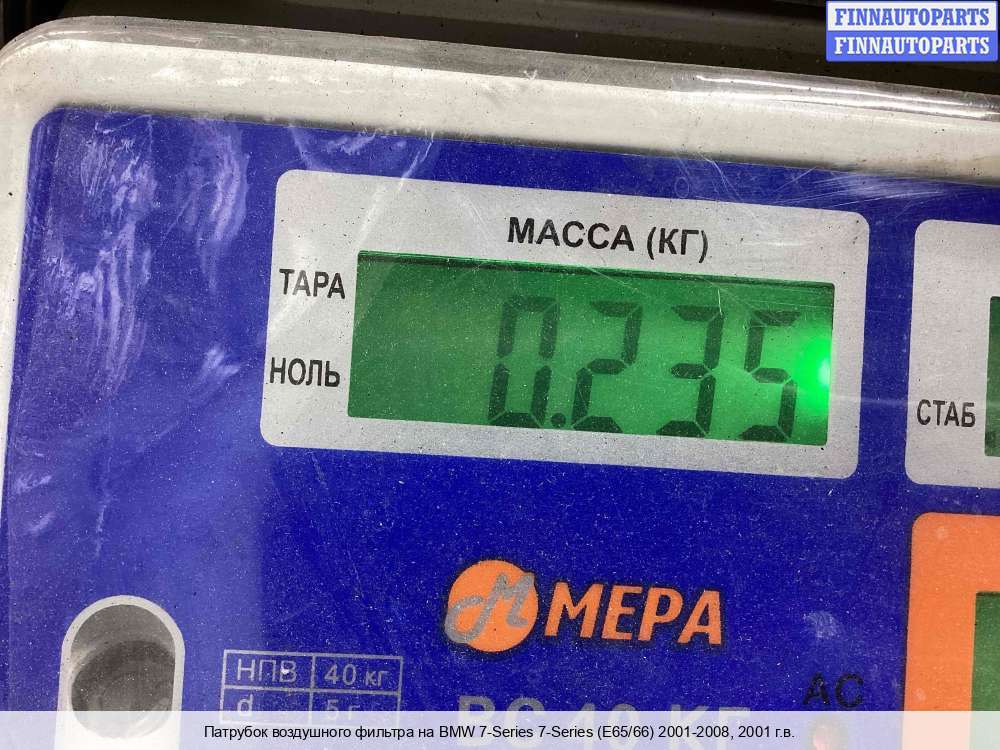 FINNAUTOPARTS
FINNAUTOPARTS
МАССА (КГ)
ТАРА
0.235
НОЛЬ
СТАБ
М МЕРА
НПВ 40 кг
d 5 г
АС
Патрубок воздушного фильтра на BMW 7-Series 7-Series (E65/66) 2001-2008, 2001 г.в.